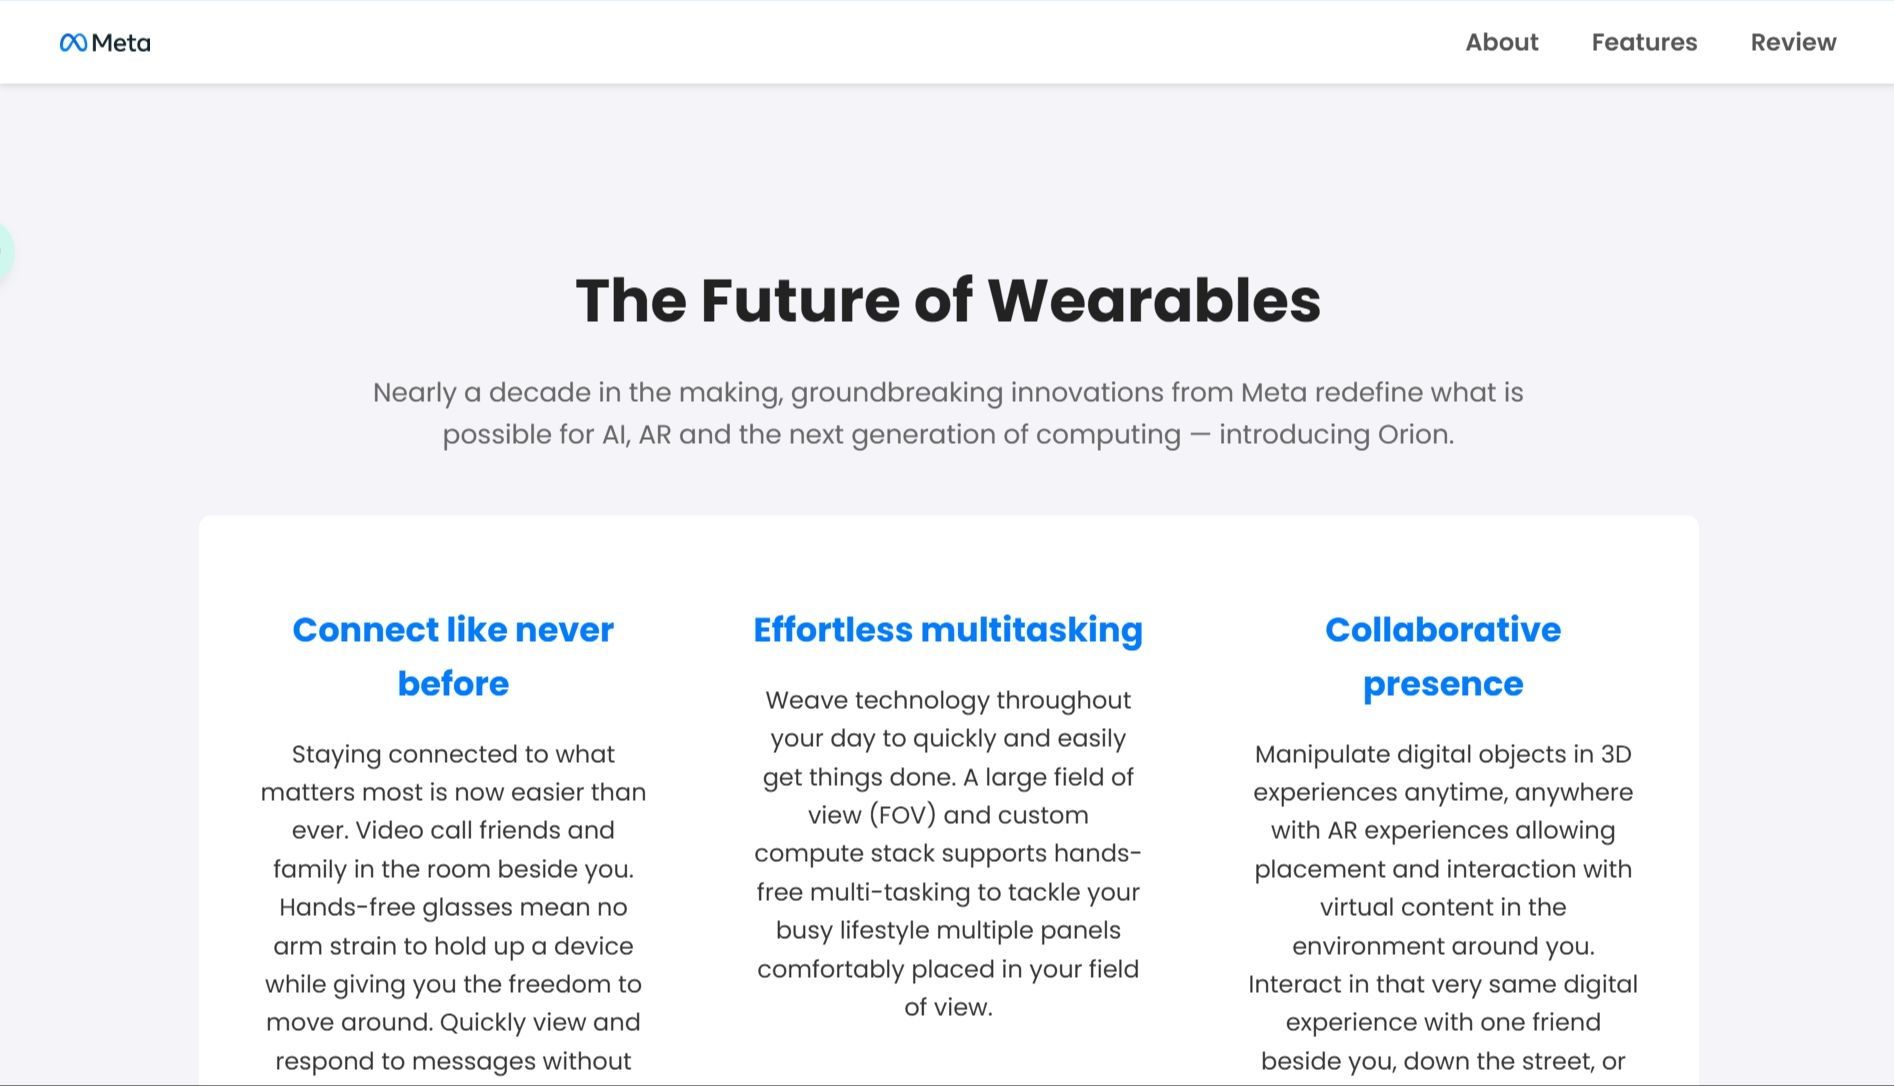 Meta
About
Features
Review
The Future of Wearables
Nearly a decade in the making, groundbreaking innovations from Meta redefine what is
possible for AI, AR and the next generation of computing — introducing Orion.
Connect like never
before
Staying connected to what
matters most is now easier than
ever. Video call friends and
family in the room beside you.
Hands-free glasses mean no
arm strain to hold up a device
while giving you the freedom to
move around. Quickly view and
respond to messages without
Effortless multitasking
Weave technology throughout
your day to quickly and easily
get things done. A large field of
view (FOV) and custom
compute stack supports hands-
free multi-tasking to tackle your
busy lifestyle multiple panels
comfortably placed in your field
of view.
Collaborative
presence
Manipulate digital objects in 3D
experiences anytime, anywhere
with AR experiences allowing
placement and interaction with
virtual content in the
environment around you.
Interact in that very same digital
experience with one friend
beside you, down the street, or